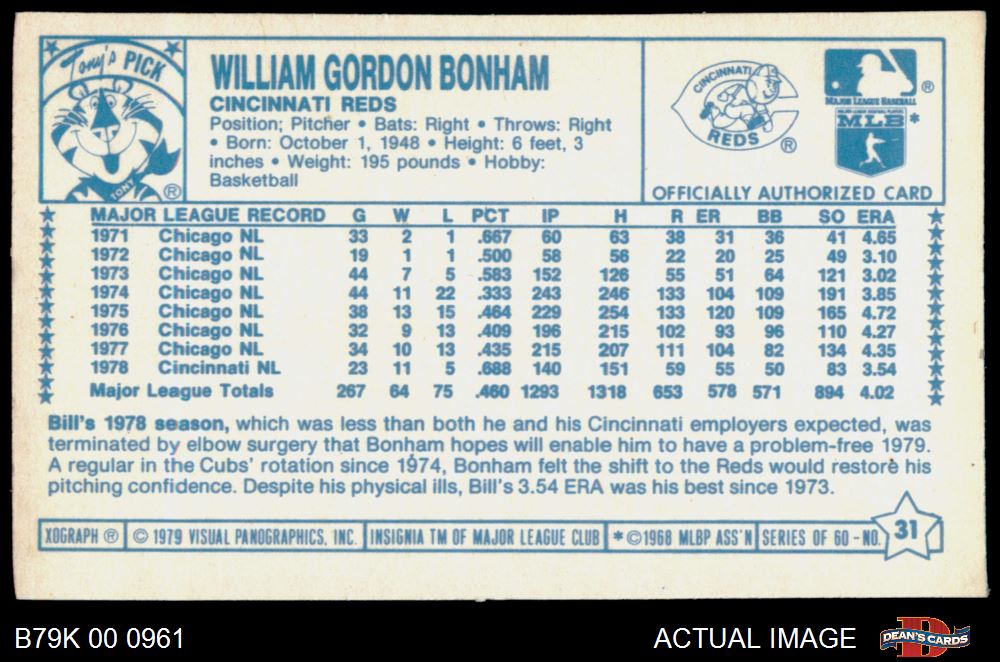 Tony's PICK
TONY
®
WILLIAM GORDON BONHAM
CINCINNATI REDS
Position; Pitcher • Bats: Right • Throws: Right
• Born: October 1, 1948 • Height: 6 feet, 3
inches • Weight: 195 pounds • Hobby:
Basketball
CINCINNATI
REDS ®
®
MAJOR LEAGUE BASEBALL
MLB *
OFFICIALLY AUTHORIZED CARD
MAJOR LEAGUE RECORD G W L PCT IP H R ER BB SO ERA
1971 Chicago NL 33 2 1 .667 60 63 38 31 36 41 4.65
1972 Chicago NL 19 1 1 .500 58 56 22 20 25 49 3.10
1973 Chicago NL 44 7 5 .583 152 126 55 51 64 121 3.02
1974 Chicago NL 44 11 22 .333 243 246 133 104 109 191 3.85
1975 Chicago NL 38 13 15 .464 229 254 133 120 109 165 4.72
1976 Chicago NL 32 9 13 .409 196 215 102 93 96 110 4.27
1977 Chicago NL 34 10 13 .435 215 207 111 104 82 134 4.35
1978 Cincinnati NL 23 11 5 .688 140 151 59 55 50 83 3.54
Major League Totals 267 64 75 .460 1293 1318 653 578 571 894 4.02
Bill's 1978 season, which was less than both he and his Cincinnati employers expected, was
terminated by elbow surgery that Bonham hopes will enable him to have a problem-free 1979.
A regular in the Cubs' rotation since 1974, Bonham felt the shift to the Reds would restore his
pitching confidence. Despite his physical ills, Bill's 3.54 ERA was his best since 1973.
XOGRAPH ® © 1979 VISUAL PANOGRAPHICS, INC. INSIGNIA TM OF MAJOR LEAGUE CLUB * ©1968 MLBP ASS'N SERIES OF 60 - NO. 31
B79K 00 0961
ACTUAL IMAGE
DEAN'S CARDS